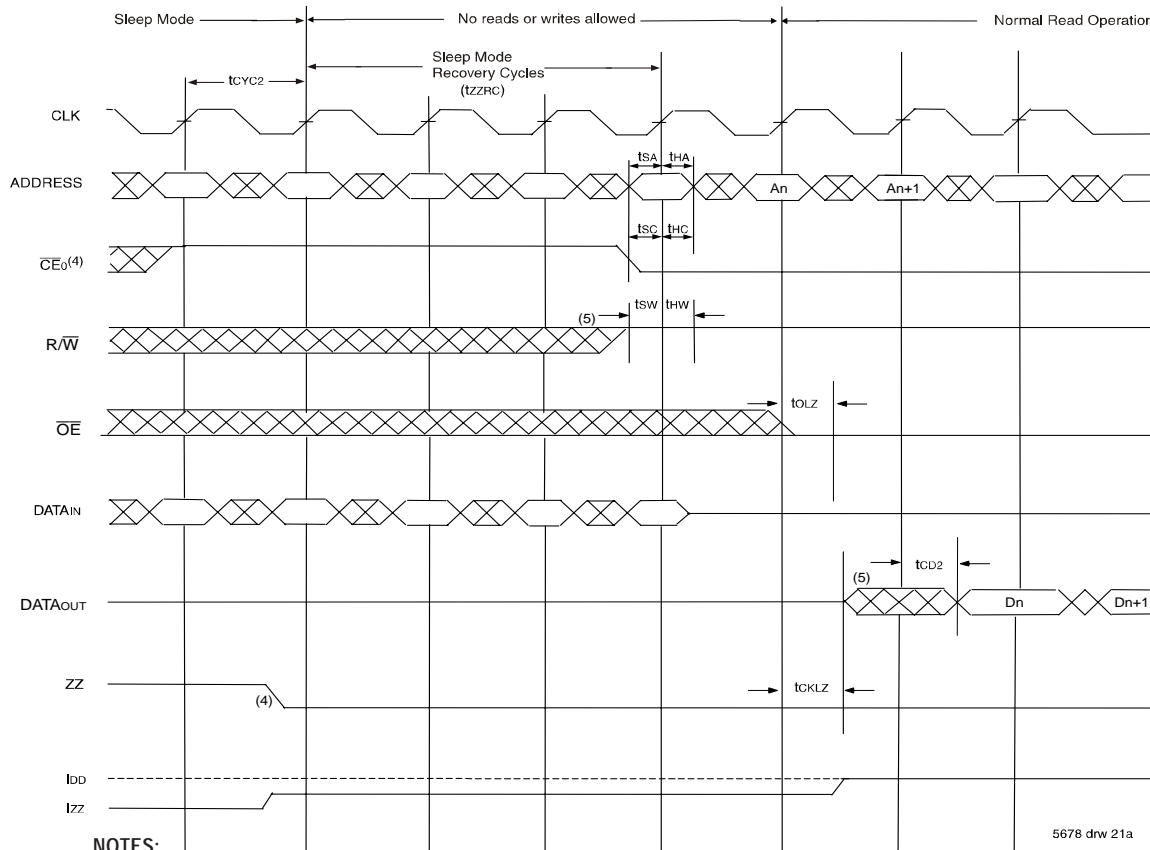 Sleep Mode
No reads or writes allowed
Normal Read Operation
Sleep Mode
Recovery Cycles
(tZZRC)
tCYC2
CLK
tSA tHA
ADDRESS
An
An+1
tSC tHC
CE0(4)
tSW tHW
(5)
R/W
tOLZ
OE
DATAIN
tCD2
(5)
DATAOUT
Dn
Dn+1
ZZ
(4)
tCKLZ
IDD
IZZ
5678 drw 21a
NOTES: